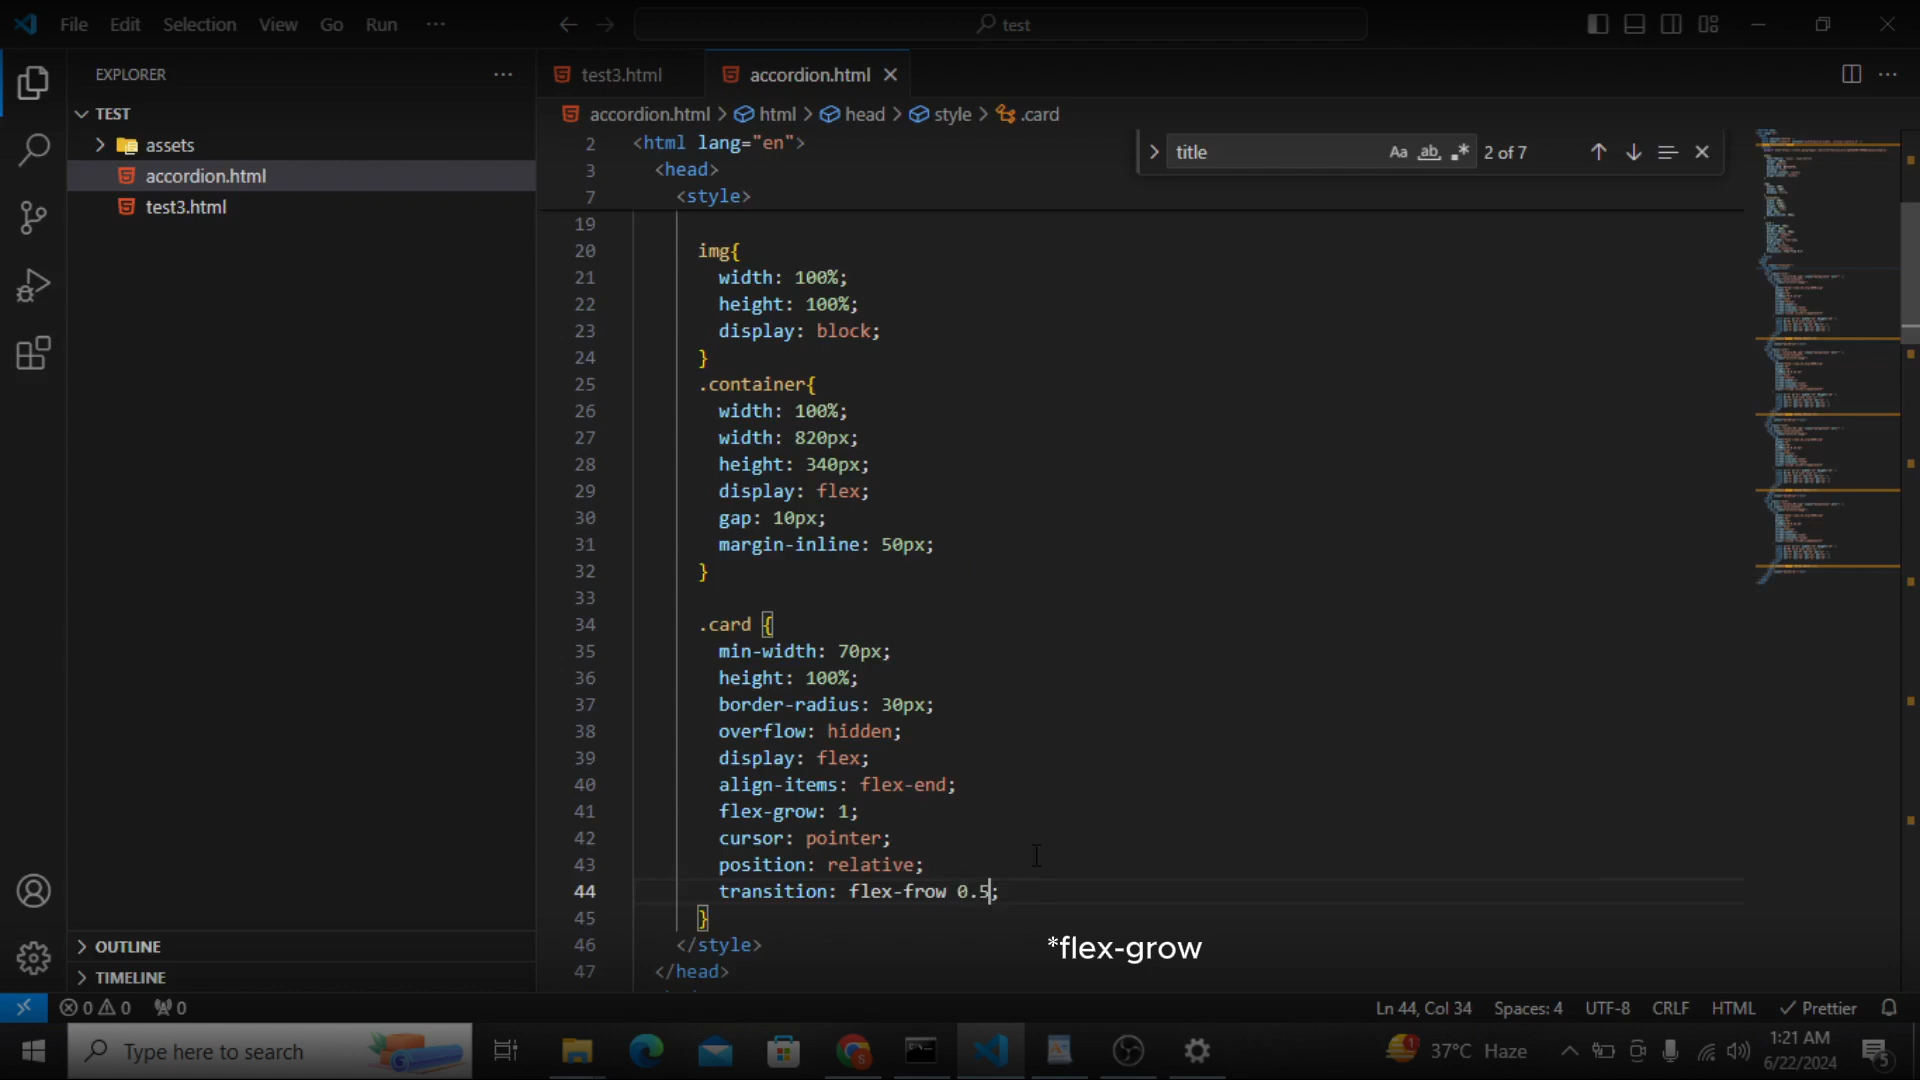 File Edit Selection View Go Run ··· test
EXPLORER ···
test3.html accordion.html
TEST
assets
accordion.html
test3.html
accordion.html > html > head > style > .card
title Aa ab .* 2 of 7
2 <html lang="en">
3 <head>
7 <style>
19
20 img{
21 width: 100%;
22 height: 100%;
23 display: block;
24 }
25 .container{
26 width: 100%;
27 width: 820px;
28 height: 340px;
29 display: flex;
30 gap: 10px;
31 margin-inline: 50px;
32 }
33
34 .card {
35 min-width: 70px;
36 height: 100%;
37 border-radius: 30px;
38 overflow: hidden;
39 display: flex;
40 align-items: flex-end;
41 flex-grow: 1;
42 cursor: pointer;
43 position: relative;
44 transition: flex-frow 0.5;
45 }
46 </style>
47 </head>
*flex-grow
OUTLINE
TIMELINE
0 0 0 Ln 44, Col 34 Spaces: 4 UTF-8 CRLF HTML Prettier
Type here to search 37°C Haze 1:21 AM
6/22/2024 5